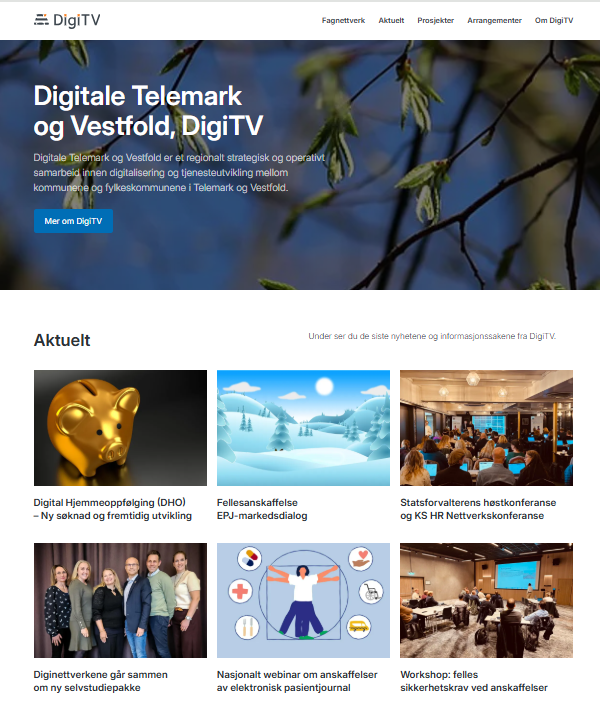 DigiTV
Fagnettverk Aktuelt Prosjekter Arrangementer Om DigiTV
Digitale Telemark
og Vestfold, DigiTV
Digitale Telemark og Vestfold er et regionalt strategisk og operativt
samarbeid innen digitalisering og tjenesteutvikling mellom
kommunene og fylkeskommunene i Telemark og Vestfold.
Mer om DigiTV
Aktuelt
Under ser du de siste nyhetene og informasjonssakene fra DigiTV.
Digital Hjemmeoppfølging (DHO)
– Ny søknad og fremtidig utvikling
Fellesanskaffelse
EPJ-markedsdialog
Statsforvalterens høstkonferanse
og KS HR Nettverkskonferanse
Diginettverkene går sammen
om ny selvstudiepakke
Nasjonalt webinar om anskaffelser
av elektronisk pasientjournal
Workshop: felles
sikkerhetskrav ved anskaffelser